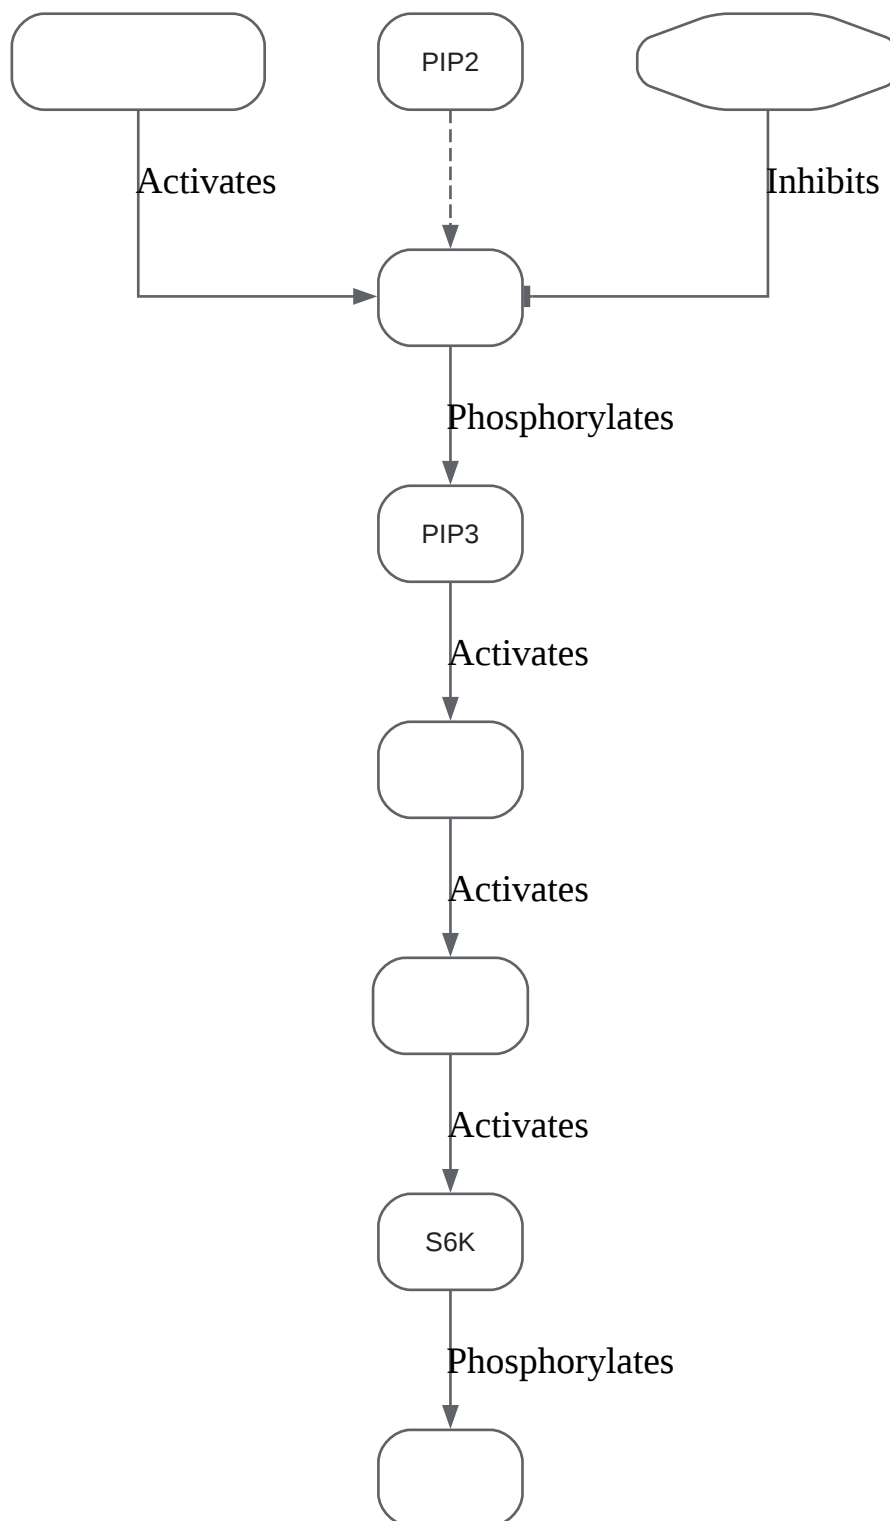 PIP2
Activates
Inhibits
Phosphorylates
PIP3
Activates
Activates
Activates
S6K
Phosphorylates